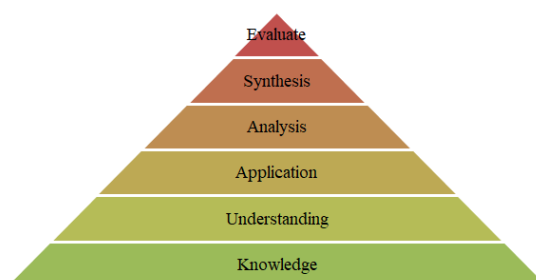 Evaluate
Synthesis
Analysis
Application
Understanding
Knowledge